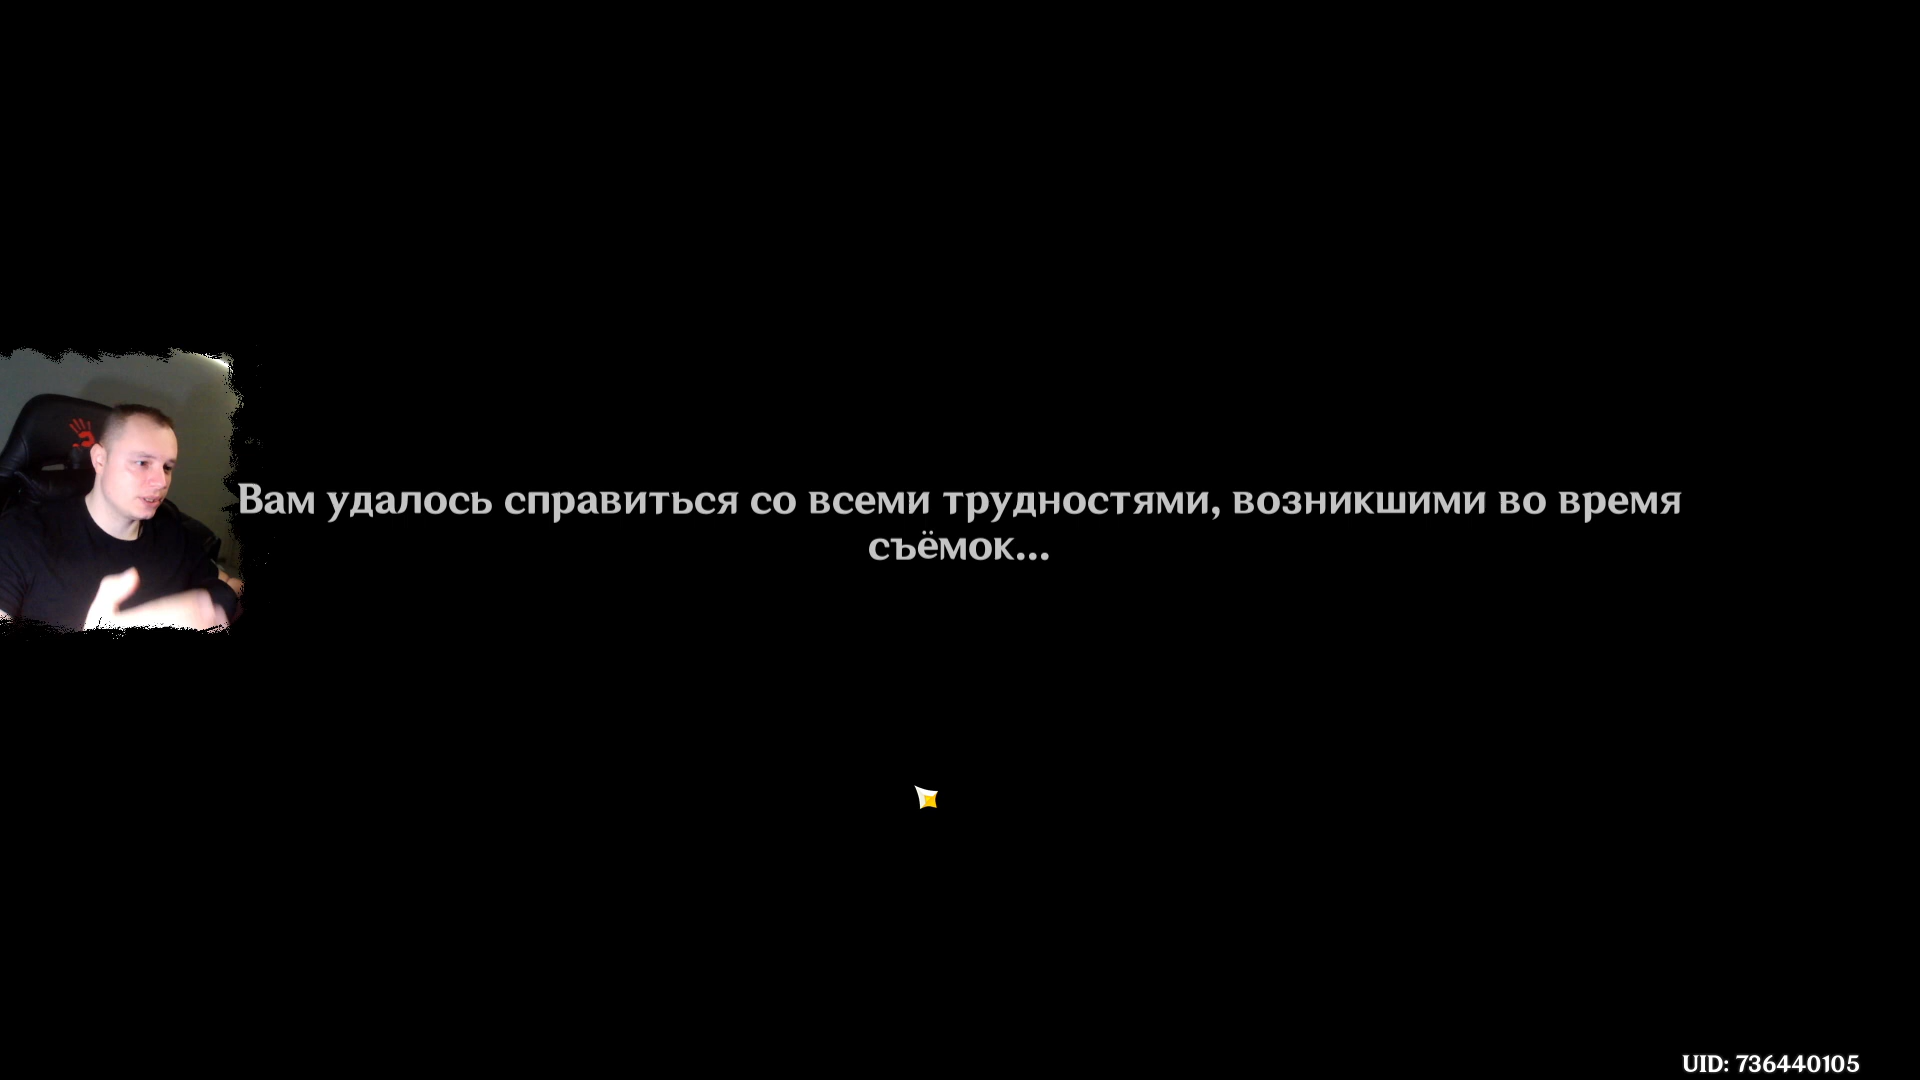 Вам удалось справиться со всеми трудностями, возникшими во время
съёмок...
UID: 736440105